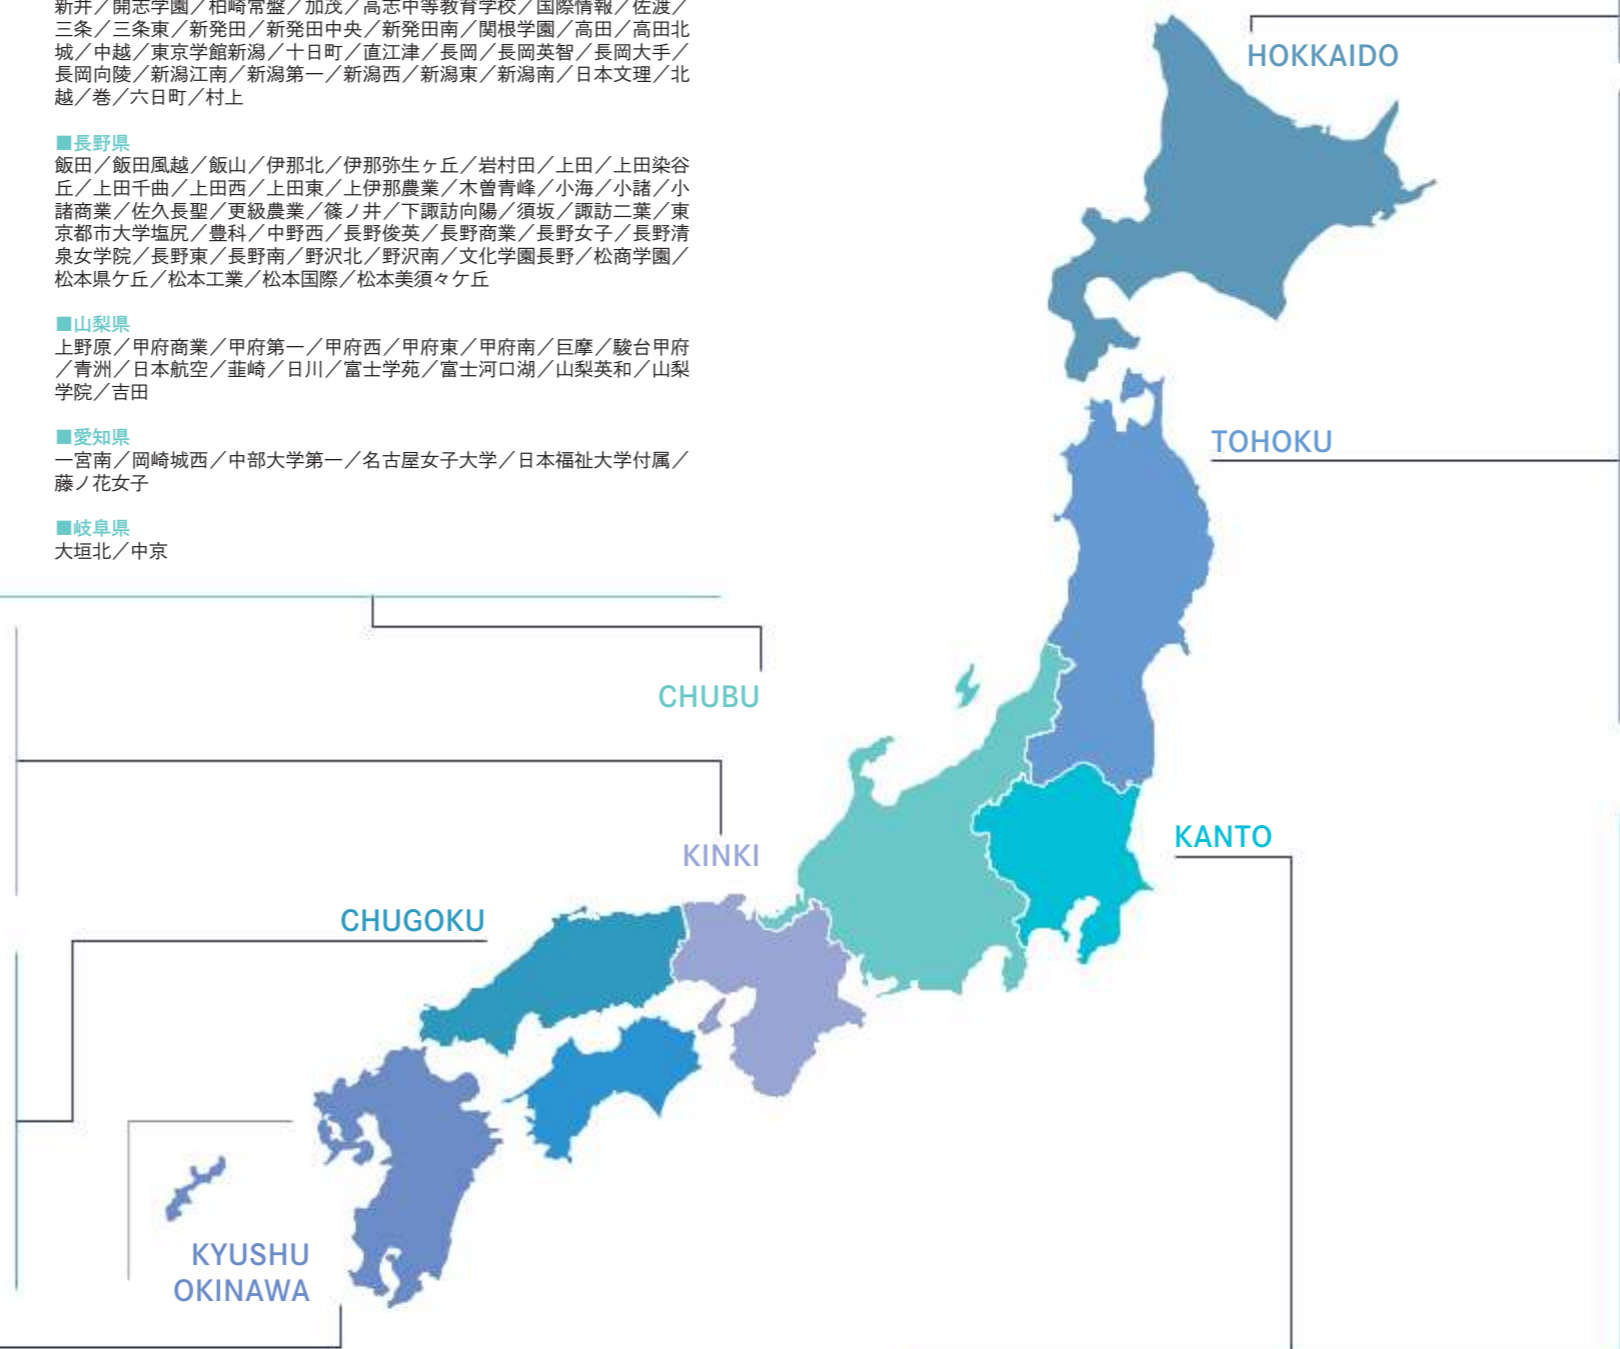 新井／開志学園／柏崎常盤／加茂／高志中等教育学校／国際情報／佐渡／
三条／三条東／新発田／新発田中央／新発田南／関根学園／高田／高田北
城／中越／東京学館新潟／十日町／直江津／長岡／長岡英智／長岡大手／
長岡向陵／新潟江南／新潟第一／新潟西／新潟東／新潟南／日本文理／北
越／巻／六日町／村上
■長野県
飯田／飯田風越／飯山／伊那北／伊那弥生ヶ丘／岩村田／上田／上田染谷
丘／上田千曲／上田西／上田東／上伊那農業／木曽青峰／小海／小諸／小
諸商業／佐久長聖／更級農業／篠ノ井／下諏訪向陽／須坂／諏訪二葉／東
京都市大学塩尻／豊科／中野西／長野俊英／長野商業／長野女子／長野清
泉女学院／長野東／長野南／野沢北／野沢南／文化学園長野／松商学園／
松本県ケ丘／松本工業／松本国際／松本美須々ケ丘
■山梨県
上野原／甲府商業／甲府第一／甲府西／甲府東／甲府南／巨摩／駿台甲府
／青洲／日本航空／韮崎／日川／富士学苑／富士河口湖／山梨英和／山梨
学院／吉田
■愛知県
一宮南／岡崎城西／中部大学第一／名古屋女子大学／日本福祉大学付属／
藤ノ花女子
■岐阜県
大垣北／中京
HOKKAIDO
TOHOKU
CHUBU
KANTO
KINKI
CHUGOKU
KYUSHU
OKINAWA